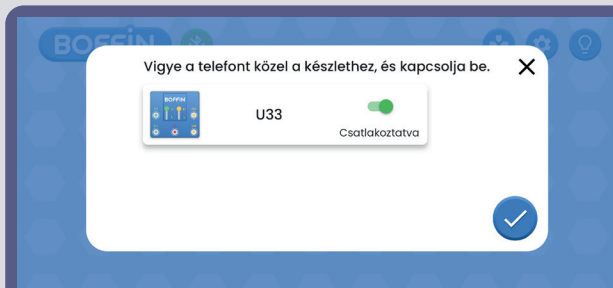 BOFFIN
Vigye a telefont közel a készlethez, és kapcsolja be.
BOFFIN
U33
Csatlakoztatva